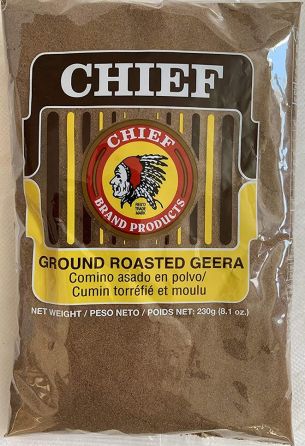 CHIEF
CHIEF
BRAND PRODUCTS
GROUND ROASTED GEERA
Comino asado en polvo/
Cumin torréfié et moulu
NET WEIGHT / PESO NETO / POIDS NET: 230g (8.1 oz.)